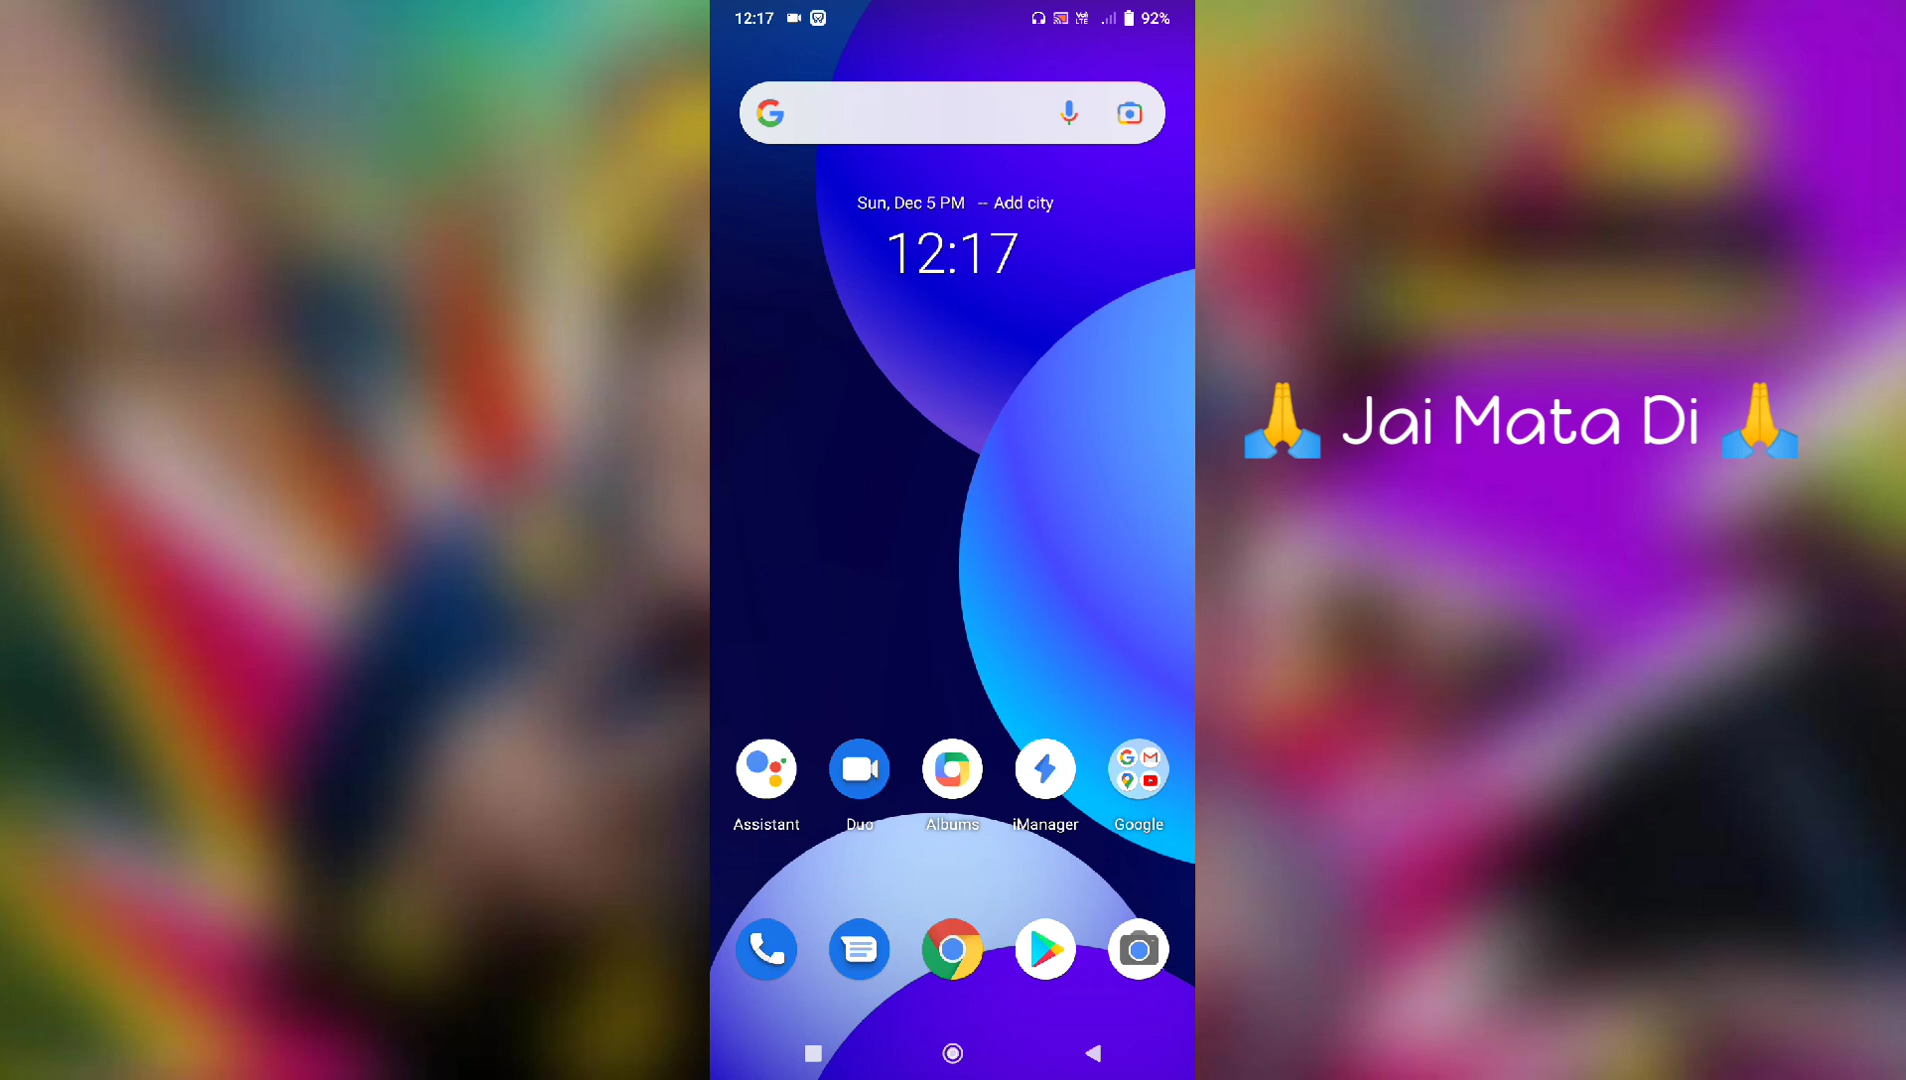 12:17 92%
Sun, Dec 5 PM -- Add city
12:17
🙏 Jai Mata Di 🙏
Assistant Duo Albums iManager Google